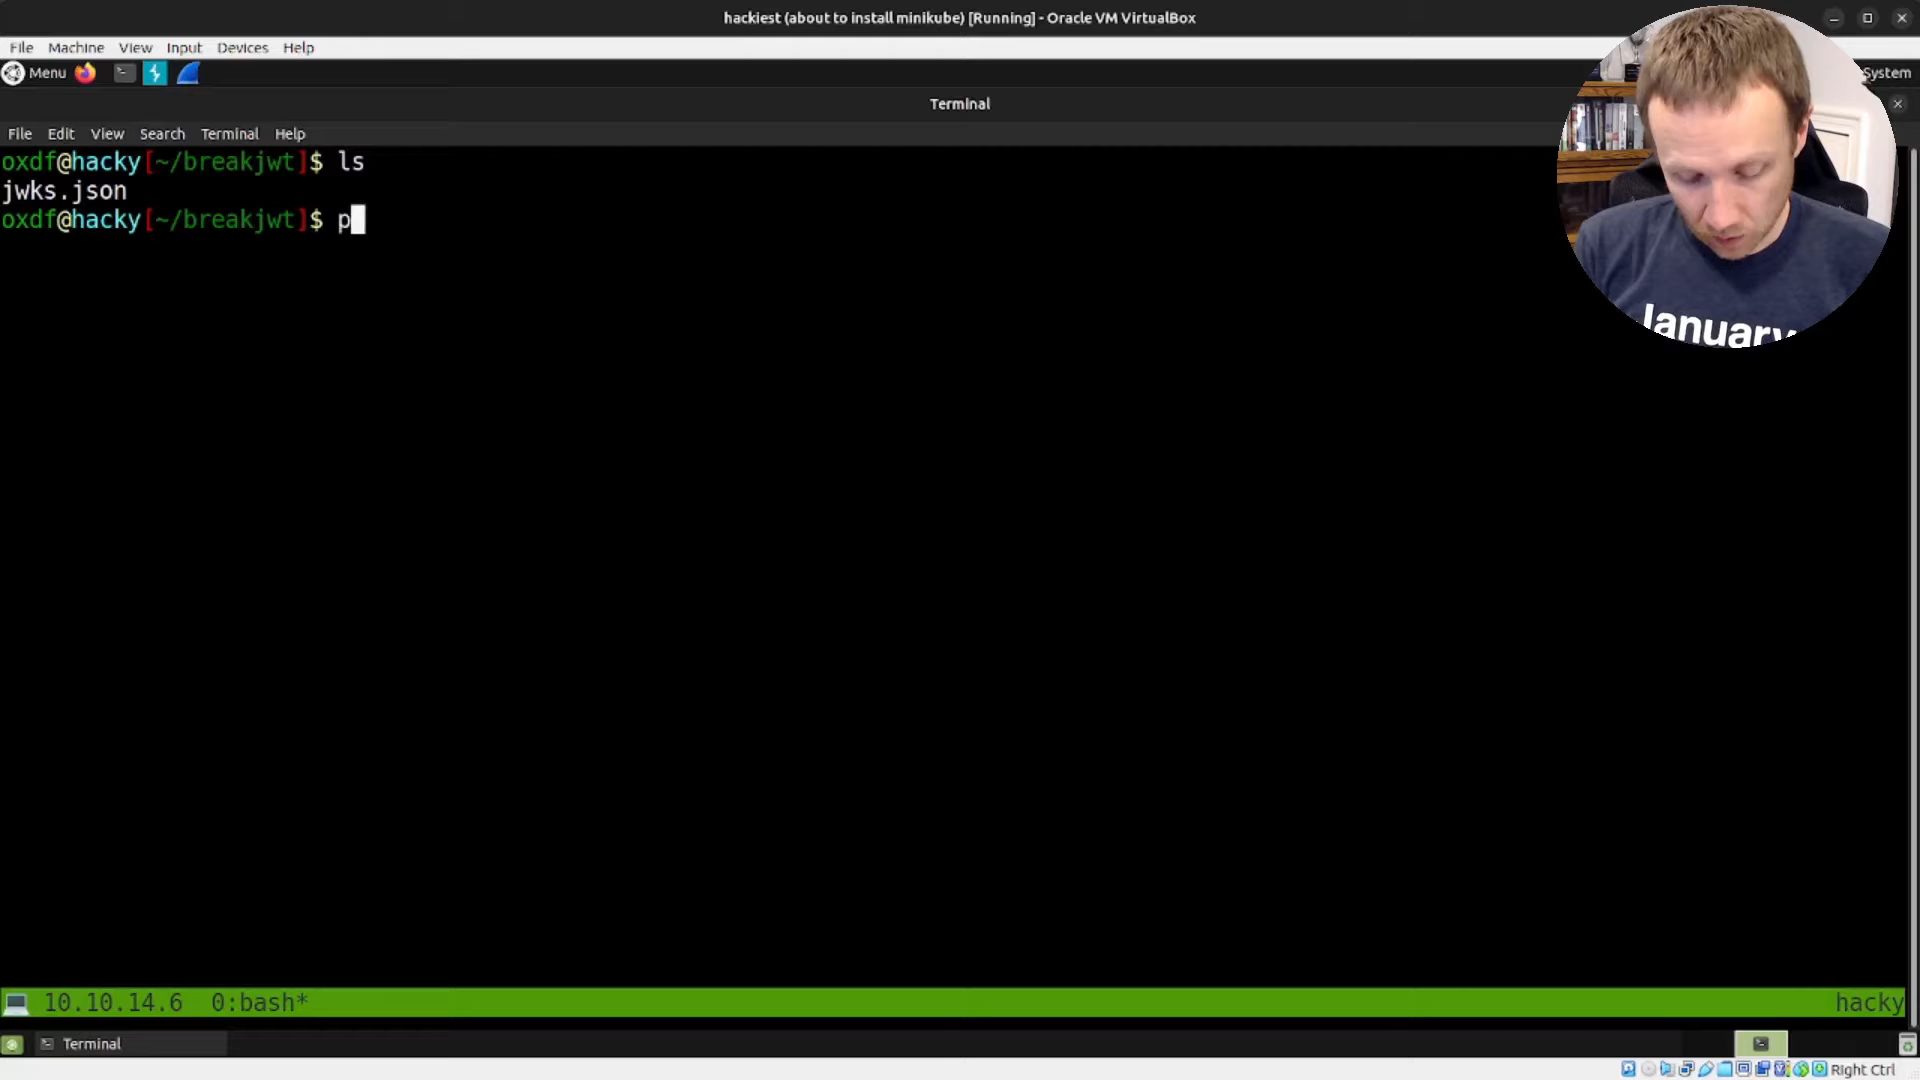 hackiest (about to install minikube) [Running] - Oracle VM VirtualBox
File Machine View Input Devices Help
Menu
System
Terminal
File Edit View Search Terminal Help
oxdf@hacky[~/breakjwt]$ ls
jwks.json
oxdf@hacky[~/breakjwt]$ p
January
10.10.14.6 0:bash*
hacky
Terminal
Right Ctrl